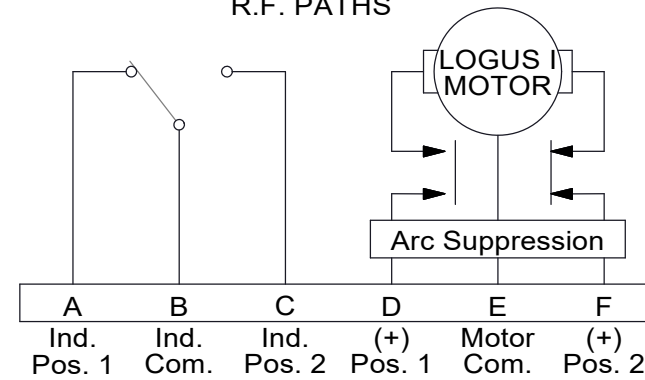 R.F. PATHS
LOGUS I
MOTOR
Arc Suppression
A B C D E F
Ind. Ind. Ind. (+) Motor (+)
Pos. 1 Com. Pos. 2 Pos. 1 Com. Pos. 2